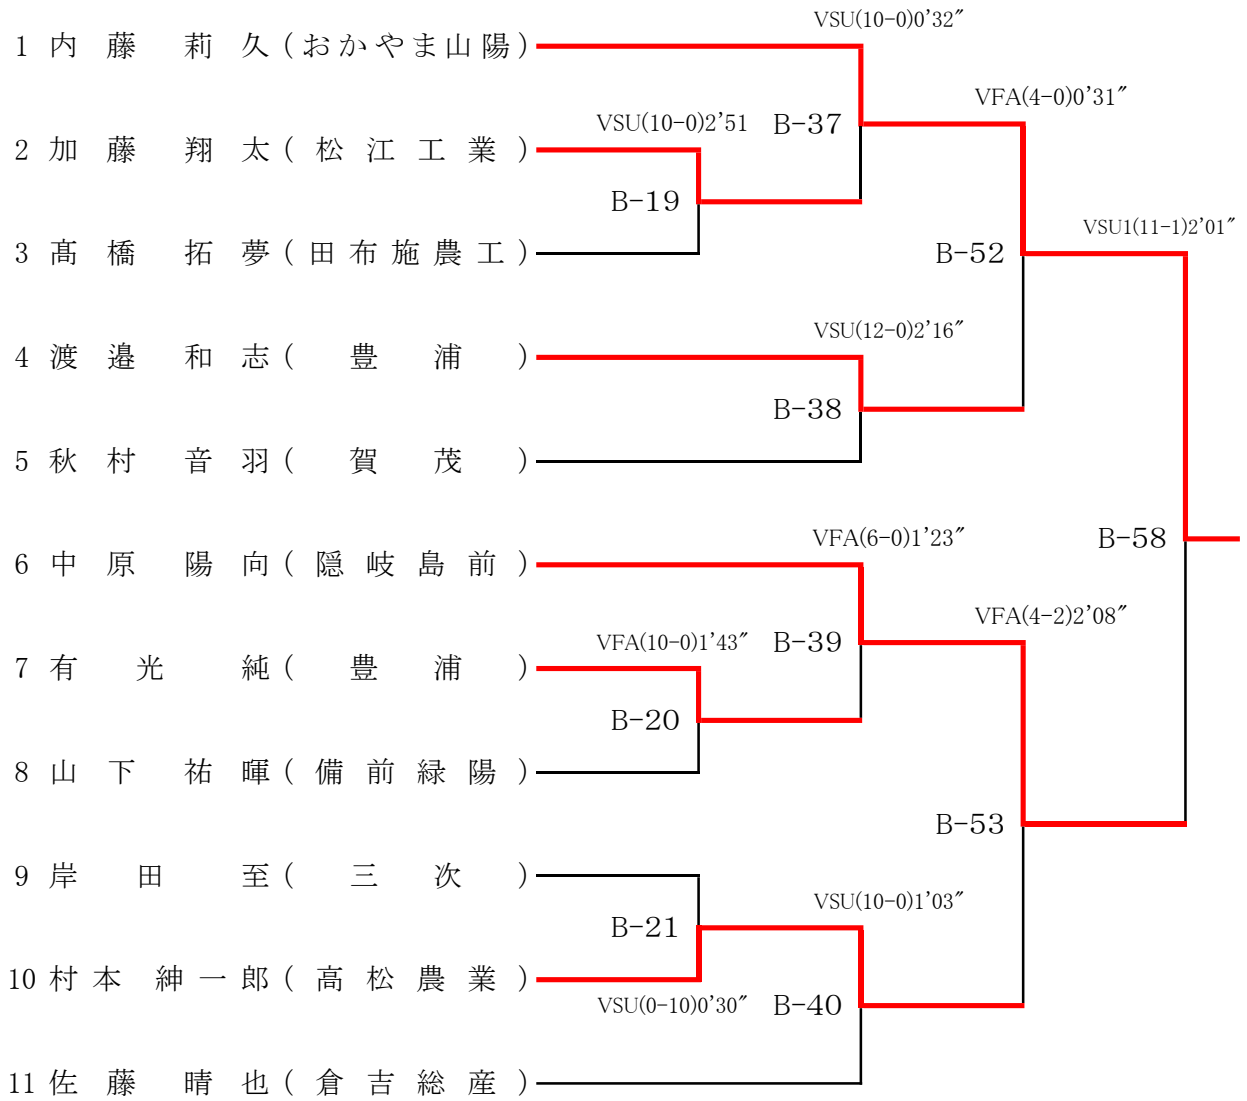 VSU(10-0)0’32″
1 内藤 莉久(おかやま山陽)
VFA(4-0)0’31″
VSU(10-0)2’51 B-37
2 加藤 翔太(松江工業)
B-19
VSU1(11-1)2’01″
3 髙橋 拓夢(田布施農工)
B-52
VSU(12-0)2’16″
4 渡邉 和志(豊浦)
B-38
5 秋村 音羽(賀茂)
VFA(6-0)1’23″
B-58
6 中原 陽向(隠岐島前)
VFA(4-2)2’08″
VFA(10-0)1’43″ B-39
7 有光 純(豊浦)
B-20
8 山下 祐暉(備前緑陽)
B-53
9 岸田 至(三次)
VSU(10-0)1’03″
B-21
10 村本 紳一郎(高松農業)
VSU(0-10)0’30″ B-40
11 佐藤 晴也(倉吉総産)